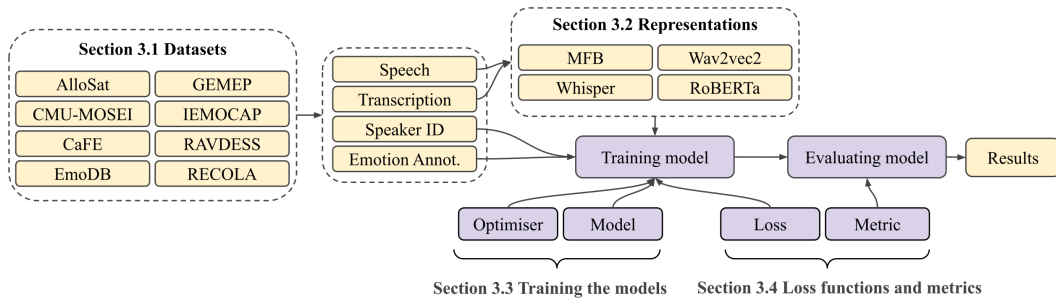 Section 3.1 Datasets
AlloSat
GEMEP
CMU-MOSEI
IEMOCAP
CaFE
RAVDESS
EmoDB
RECOLA
Speech
Transcription
Speaker ID
Emotion Annot.
Section 3.2 Representations
MFB
Wav2vec2
Whisper
RoBERTa
Training model
Evaluating model
Results
Optimiser
Model
Loss
Metric
Section 3.3 Training the models
Section 3.4 Loss functions and metrics